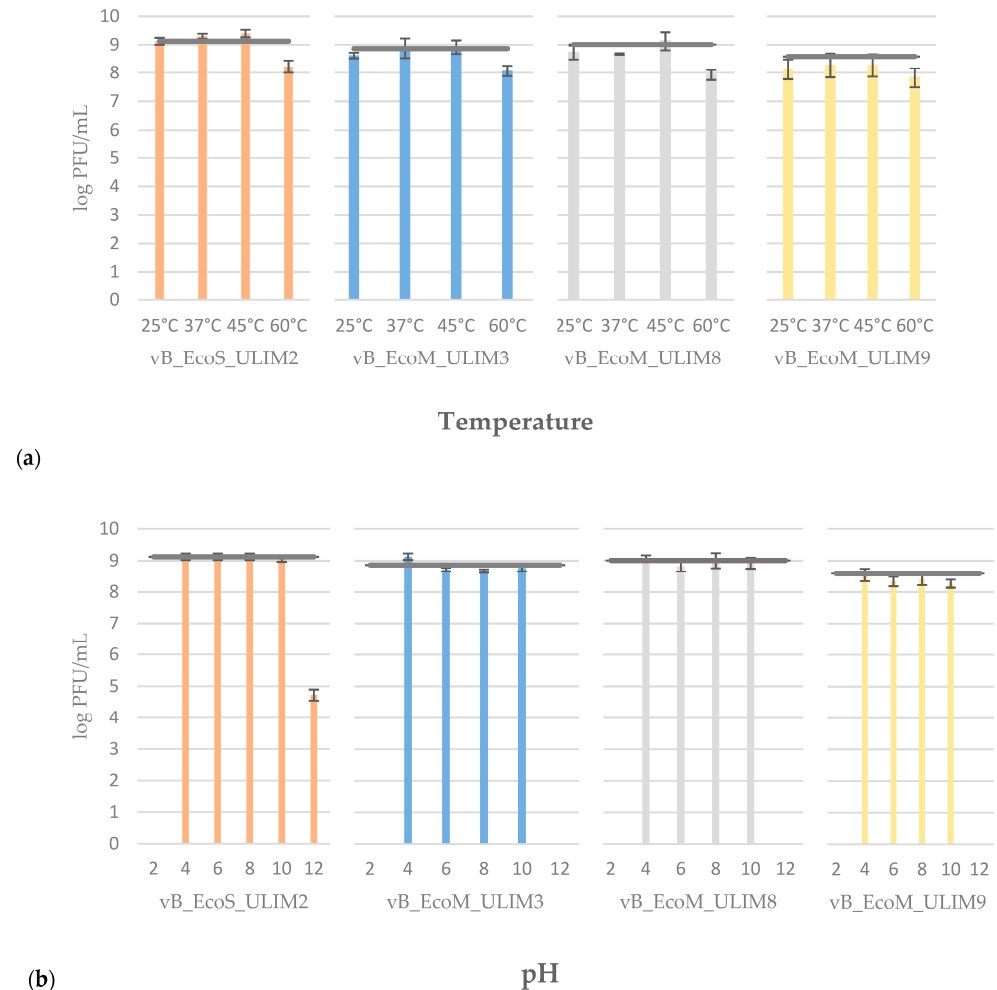 10
9
8
7
6
5
4
3
2
1
0
log PFU/mL
25°C 37°C 45°C 60°C 25°C 37°C 45°C 60°C 25°C 37°C 45°C 60°C 25°C 37°C 45°C 60°C
vB_EcoS_ULIM2 vB_EcoM_ULIM3 vB_EcoM_ULIM8 vB_EcoM_ULIM9
Temperature
(a)
10
9
8
7
6
5
4
3
2
1
0
log PFU/mL
2 4 6 8 10 12 2 4 6 8 10 12 2 4 6 8 10 12 2 4 6 8 10 12
vB_EcoS_ULIM2 vB_EcoM_ULIM3 vB_EcoM_ULIM8 vB_EcoM_ULIM9
pH
(b)